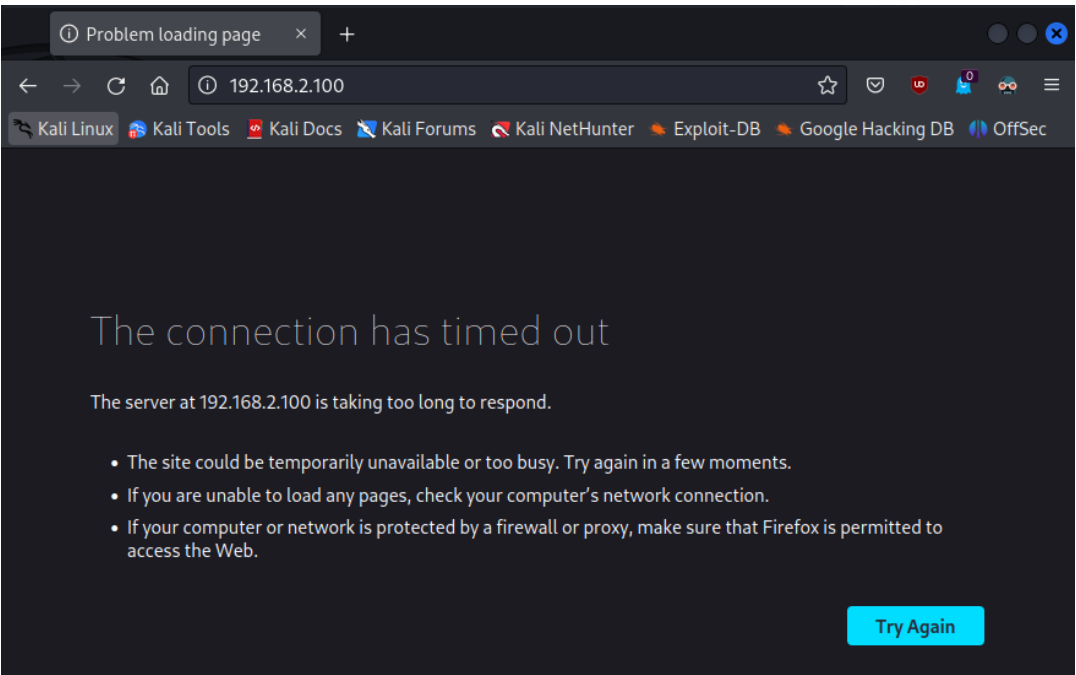 Problem loading page
192.168.2.100
0
Kali Linux Kali Tools Kali Docs Kali Forums Kali NetHunter Exploit-DB Google Hacking DB OffSec
The connection has timed out
The server at 192.168.2.100 is taking too long to respond.
• The site could be temporarily unavailable or too busy. Try again in a few moments.
• If you are unable to load any pages, check your computer’s network connection.
• If your computer or network is protected by a firewall or proxy, make sure that Firefox is permitted to
access the Web.
Try Again